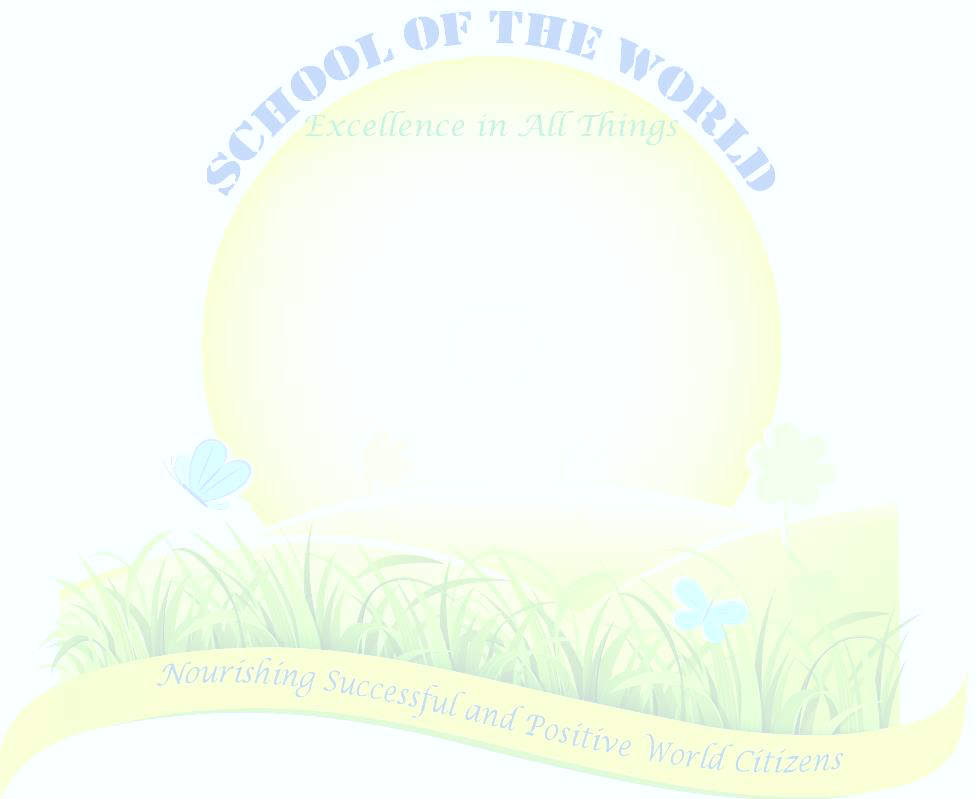 SCHOOL OF THE WORLD
Excellence in All Things
Nourishing Successful and Positive World Citizens